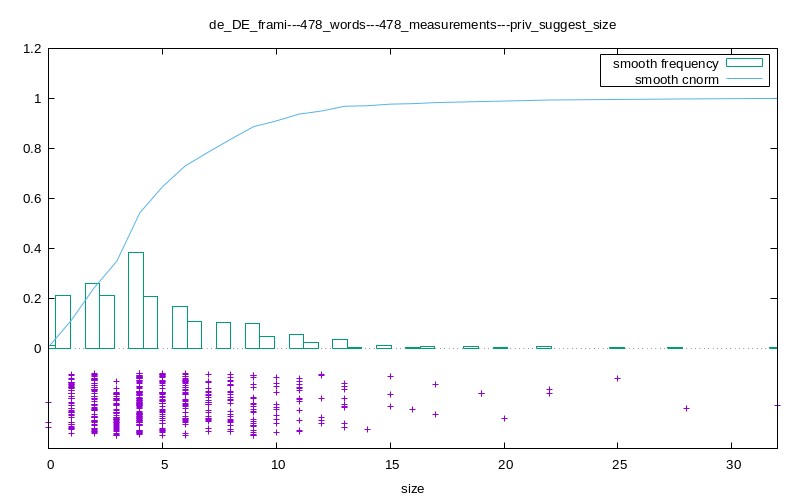 de_DE_frami---478_words---478_measurements---priv_suggest_size
smooth frequency
smooth cnorm
1.2
1
0.8
0.6
0.4
0.2
0
0 5 10 15 20 25 30
size